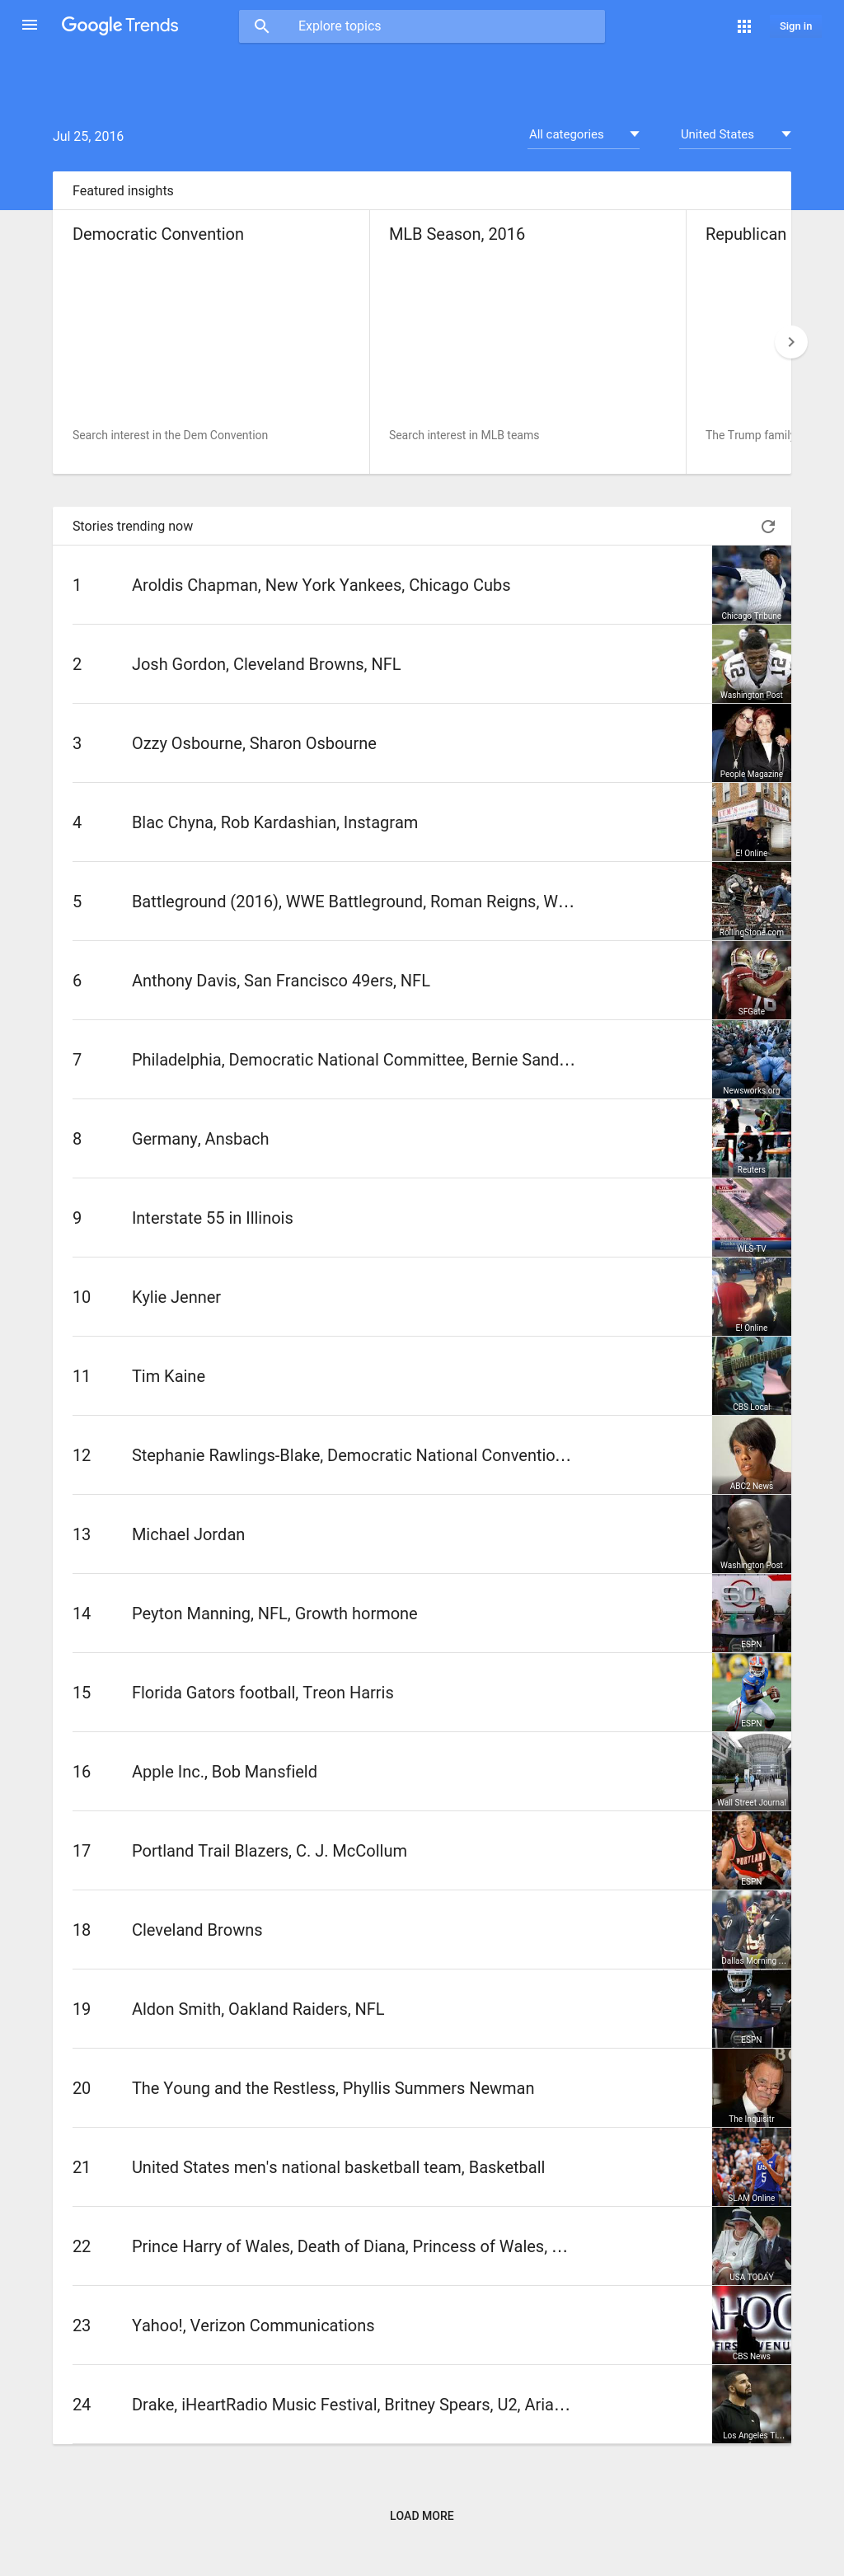 Google Trends
Explore topics
Sign in
Jul 25, 2016
All categories
United States
Featured insights
Democratic Convention
MLB Season, 2016
Republican
Search interest in the Dem Convention
Search interest in MLB teams
The Trump family
Stories trending now
1 Aroldis Chapman, New York Yankees, Chicago Cubs
Chicago Tribune
2 Josh Gordon, Cleveland Browns, NFL
Washington Post
3 Ozzy Osbourne, Sharon Osbourne
People Magazine
4 Blac Chyna, Rob Kardashian, Instagram
E! Online
5 Battleground (2016), WWE Battleground, Roman Reigns, W...
RollingStone.com
6 Anthony Davis, San Francisco 49ers, NFL
SFGate
7 Philadelphia, Democratic National Committee, Bernie Sand...
Newsworks.org
8 Germany, Ansbach
Reuters
9 Interstate 55 in Illinois
WLS-TV
10 Kylie Jenner
E! Online
11 Tim Kaine
CBS Local
12 Stephanie Rawlings-Blake, Democratic National Conventio...
ABC2 News
13 Michael Jordan
Washington Post
14 Peyton Manning, NFL, Growth hormone
ESPN
15 Florida Gators football, Treon Harris
ESPN
16 Apple Inc., Bob Mansfield
Wall Street Journal
17 Portland Trail Blazers, C. J. McCollum
ESPN
18 Cleveland Browns
Dallas Morning ...
19 Aldon Smith, Oakland Raiders, NFL
ESPN
20 The Young and the Restless, Phyllis Summers Newman
The Inquisitr
21 United States men's national basketball team, Basketball
SLAM Online
22 Prince Harry of Wales, Death of Diana, Princess of Wales, ...
USA TODAY
23 Yahoo!, Verizon Communications
CBS News
24 Drake, iHeartRadio Music Festival, Britney Spears, U2, Aria...
Los Angeles Ti...
LOAD MORE